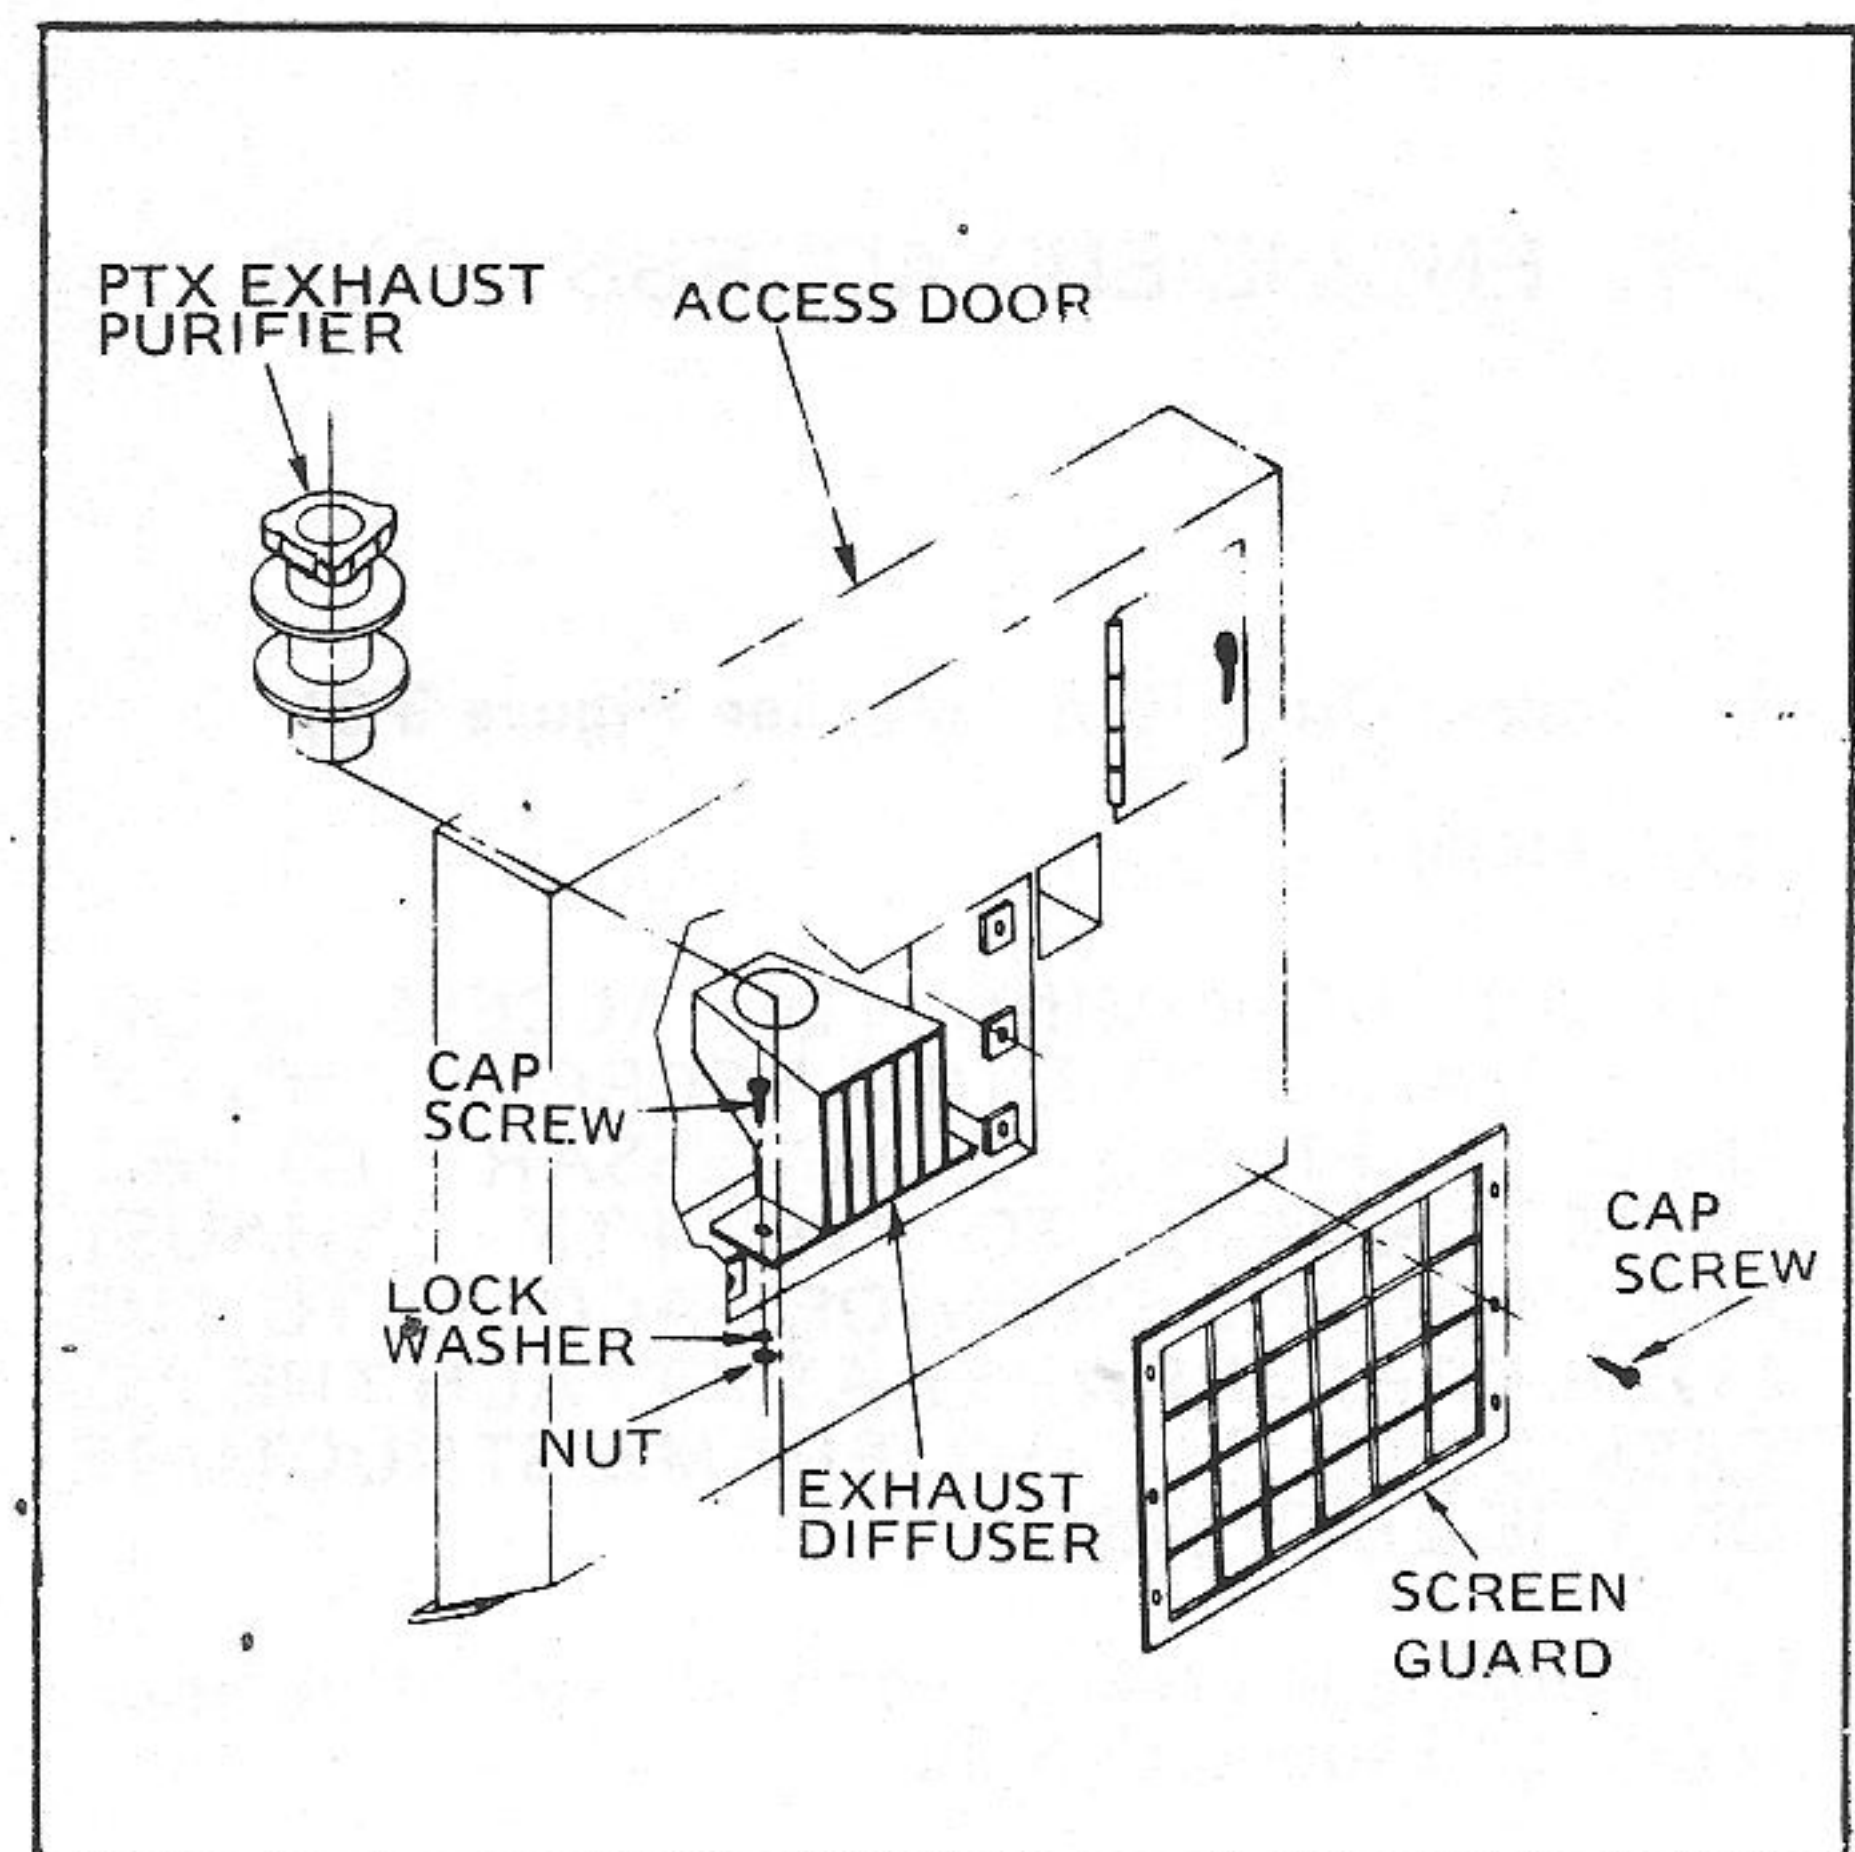 PTX EXHAUST
PURIFIER
ACCESS DOOR
CAP
SCREW
LOCK
WASHER
NUT
EXHAUST
DIFFUSER
CAP
SCREW
SCREEN
GUARD